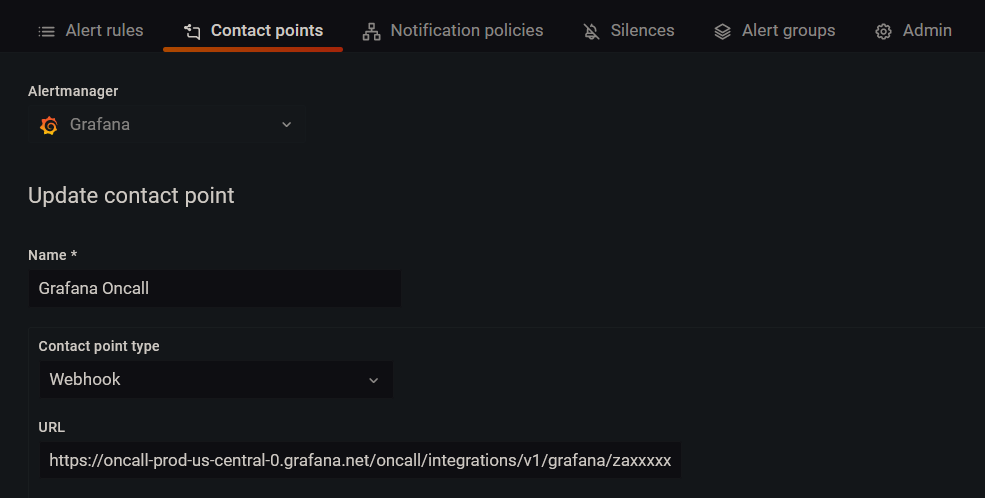 Alert rules Contact points Notification policies Silences Alert groups Admin
Alertmanager
Grafana
Update contact point
Name *
Grafana Oncall
Contact point type
Webhook
URL
https://oncall-prod-us-central-0.grafana.net/oncall/integrations/v1/grafana/zaxxxxx